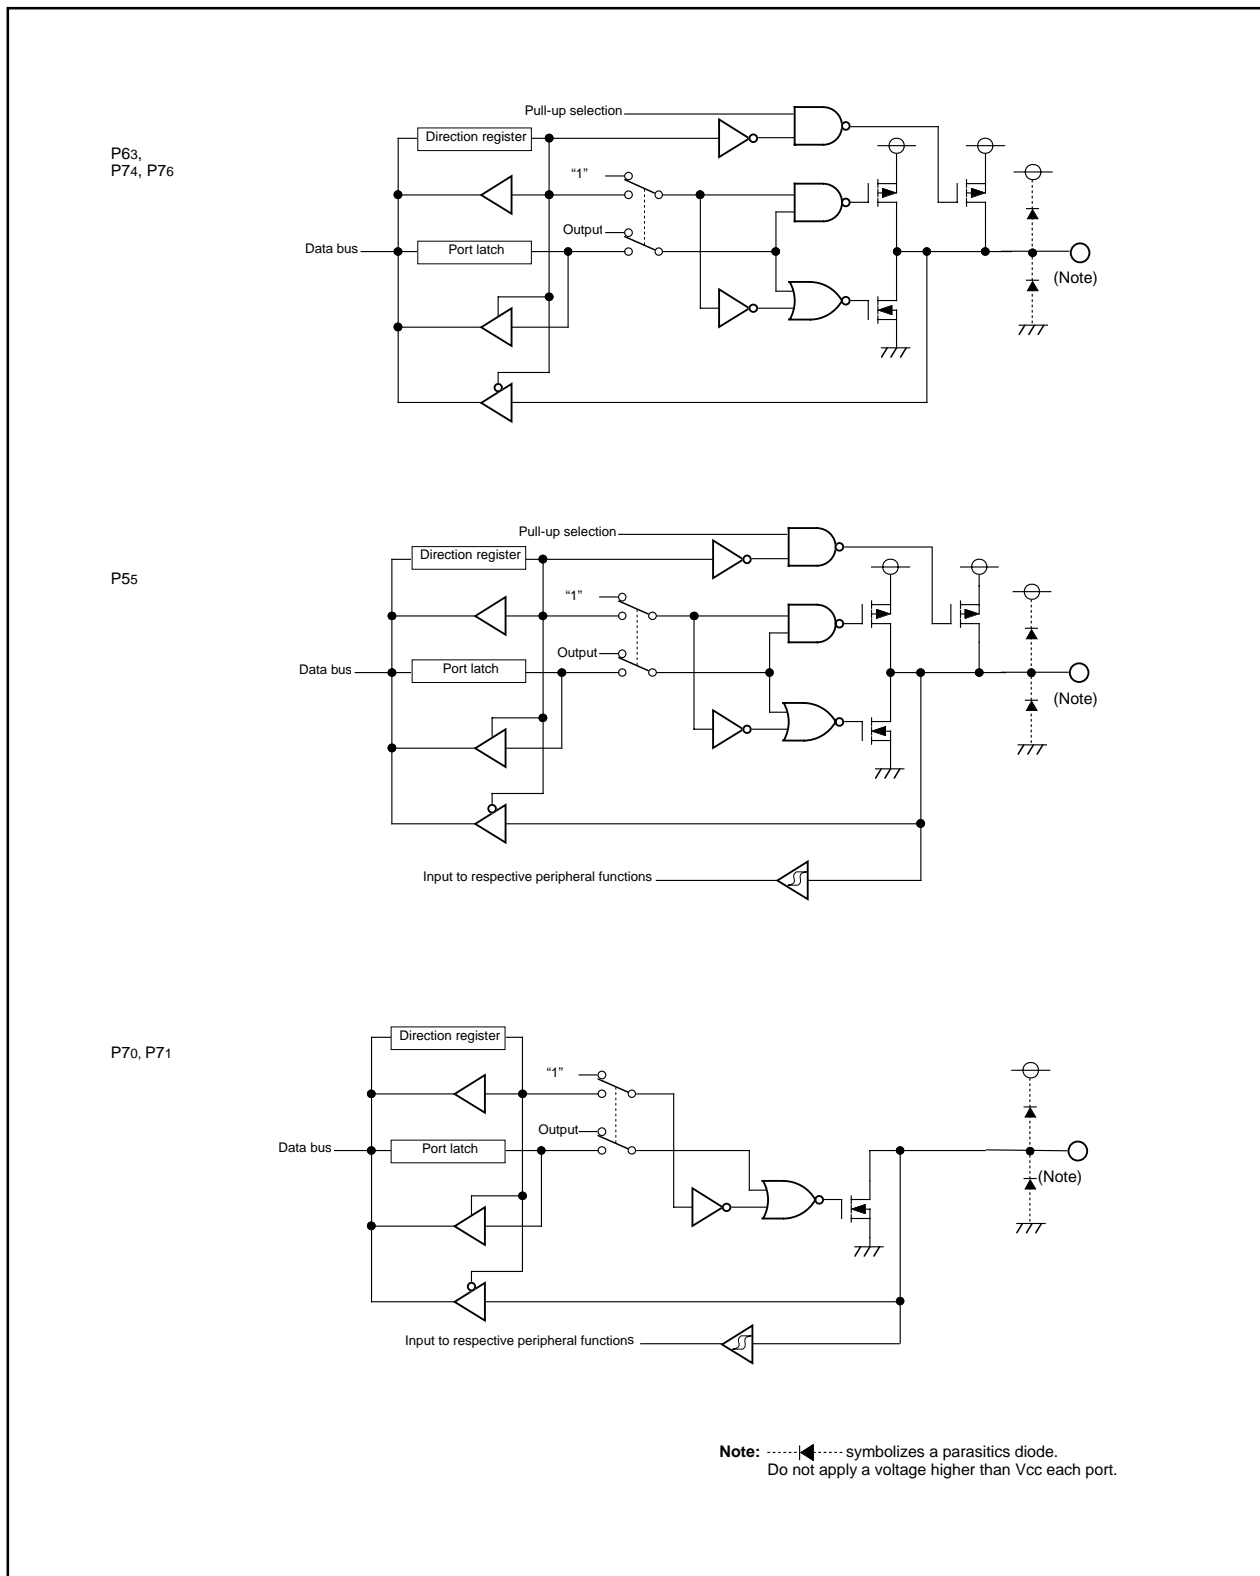 Pull-up selection
Direction register
P63,
P74, P76
“1”
Output
Data bus
Port latch
(Note)
Pull-up selection
Direction register
P55
“1”
Output
Data bus
Port latch
(Note)
Input to respective peripheral functions
Direction register
P70, P71
“1”
Output
Data bus
Port latch
(Note)
Input to respective peripheral functions
Note: symbolizes a parasitics diode.
Do not apply a voltage higher than Vcc each port.